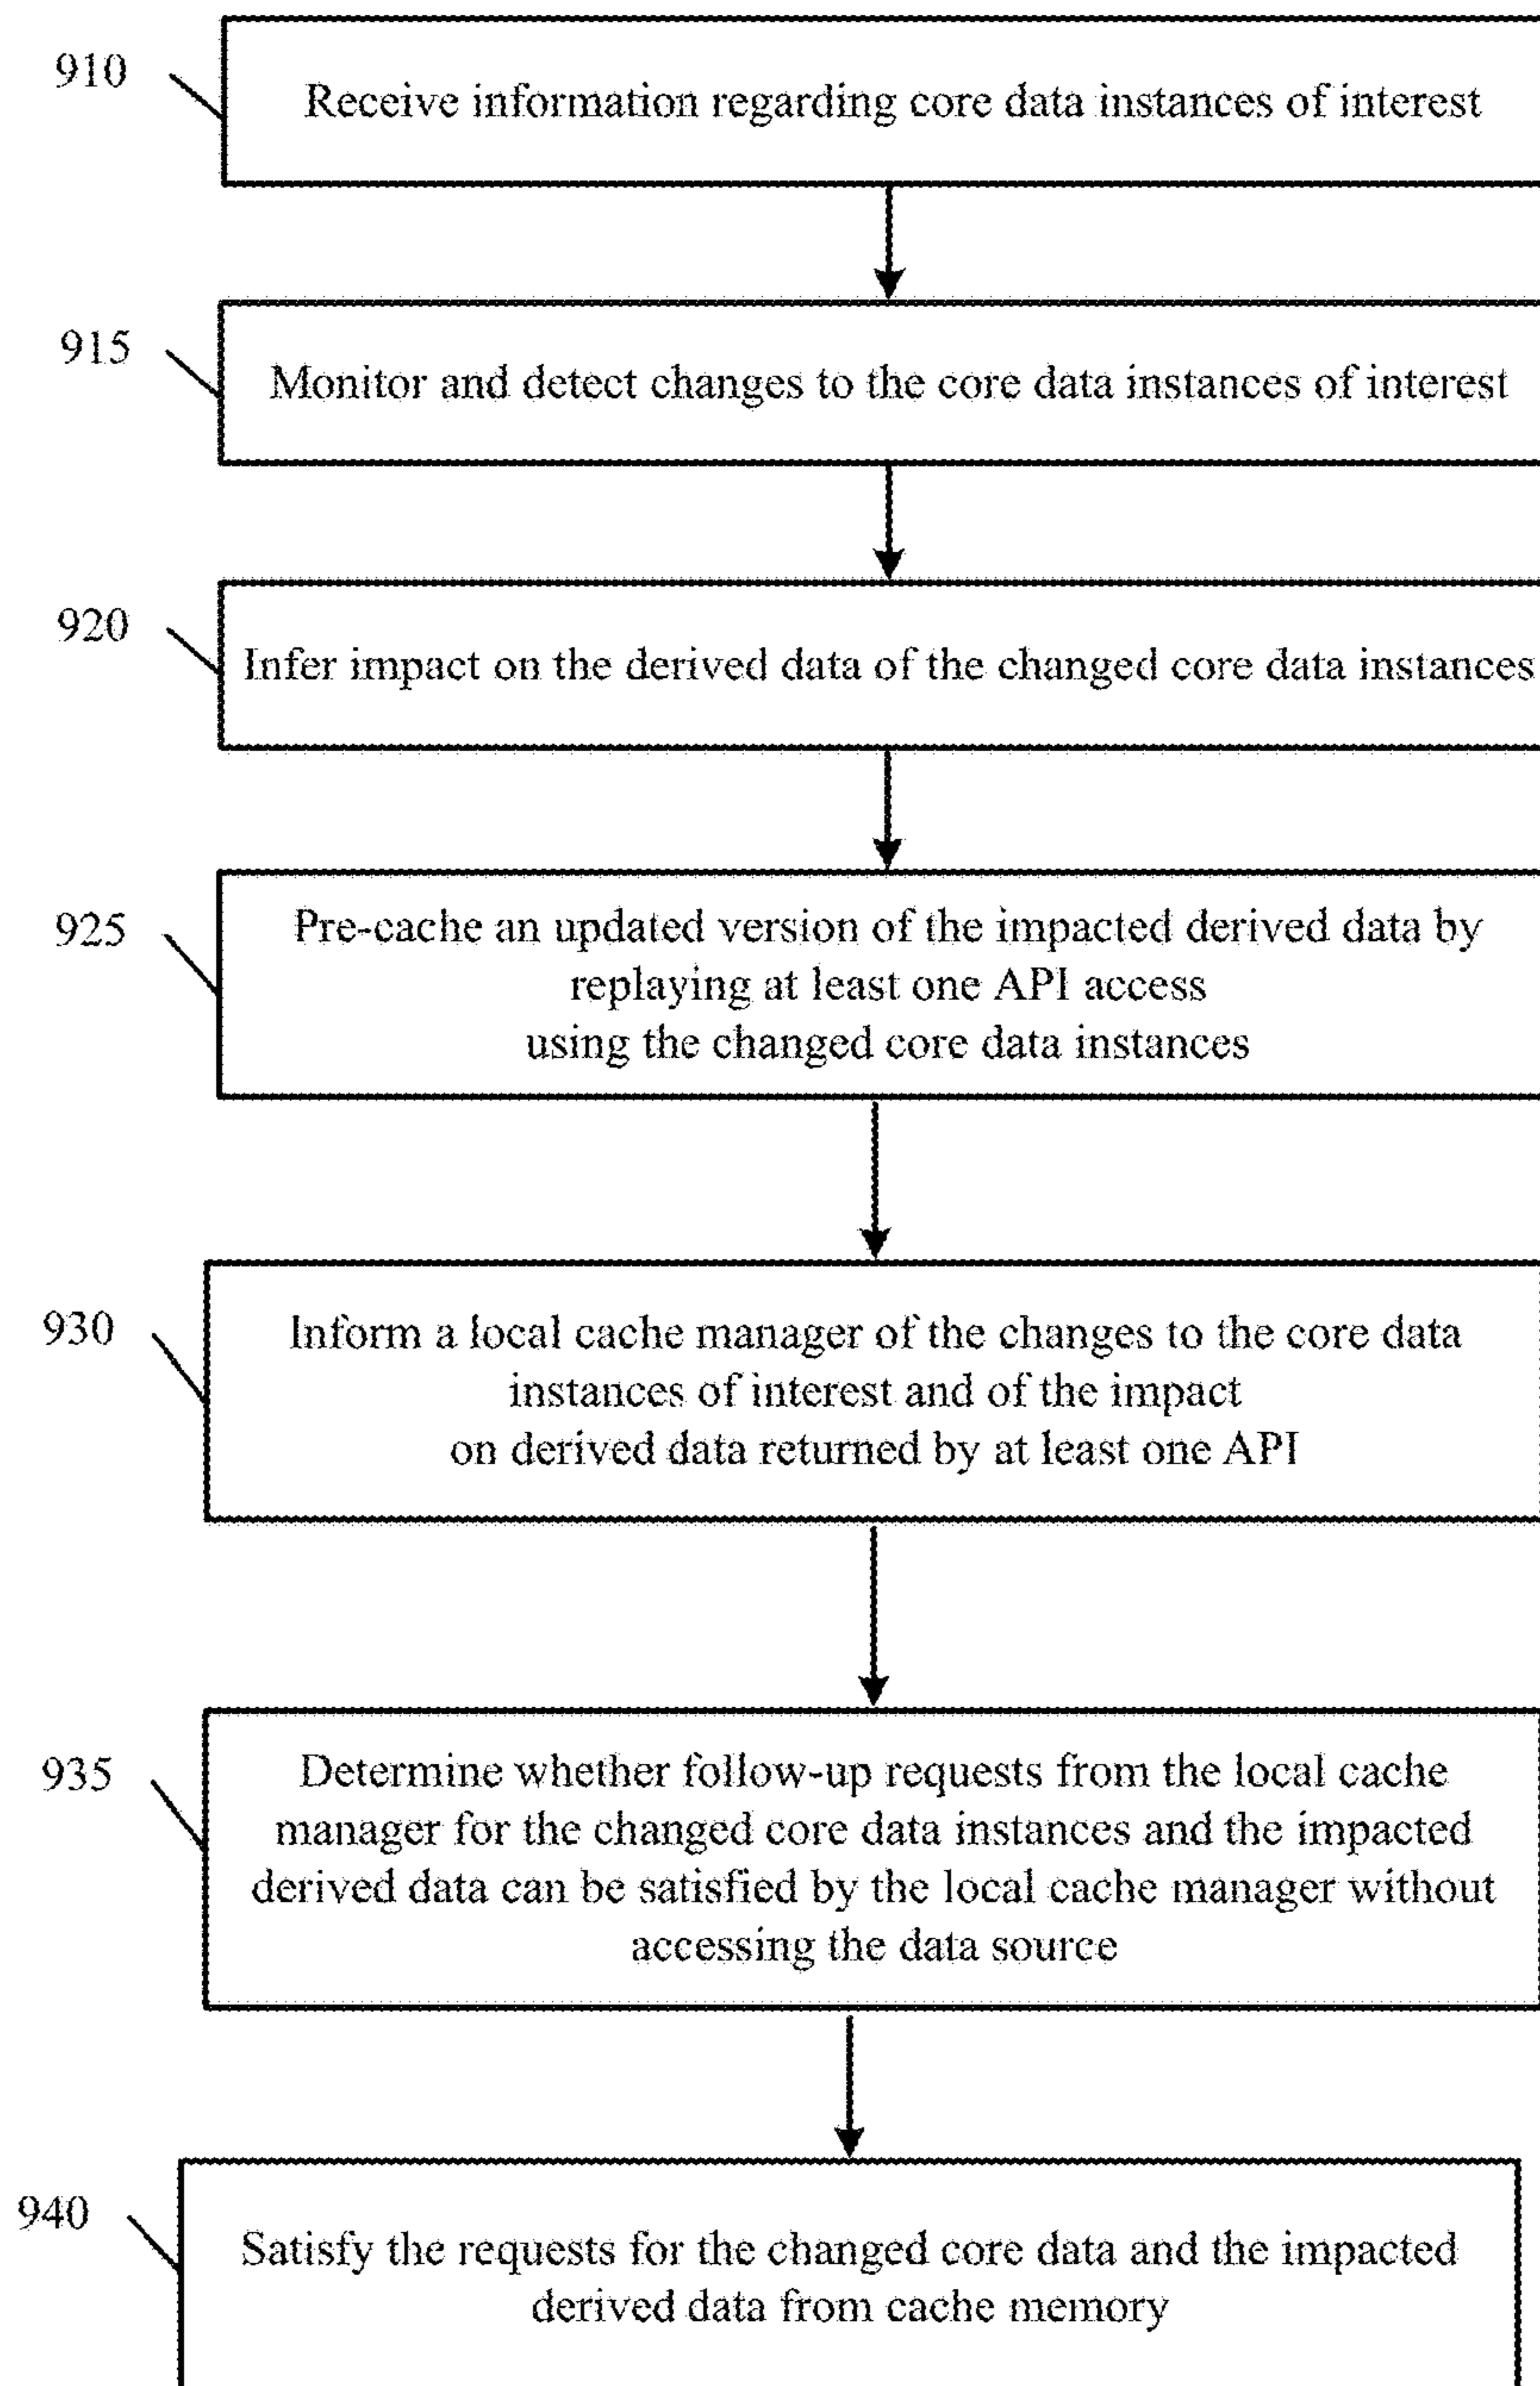 910
Receive information regarding core data instances of interest
915
Monitor and detect changes to the core data instances of interest
920
Infer impact on the derived data of the changed core data instances
925
Pre-cache an updated version of the impacted derived data by
replaying at least one API access
using the changed core data instances
930
Inform a local cache manager of the changes to the core data
instances of interest and of the impact
on derived data returned by at least one API
935
Determine whether follow-up requests from the local cache
manager for the changed core data instances and the impacted
derived data can be satisfied by the local cache manager without
accessing the data source
940
Satisfy the requests for the changed core data and the impacted
derived data from cache memory